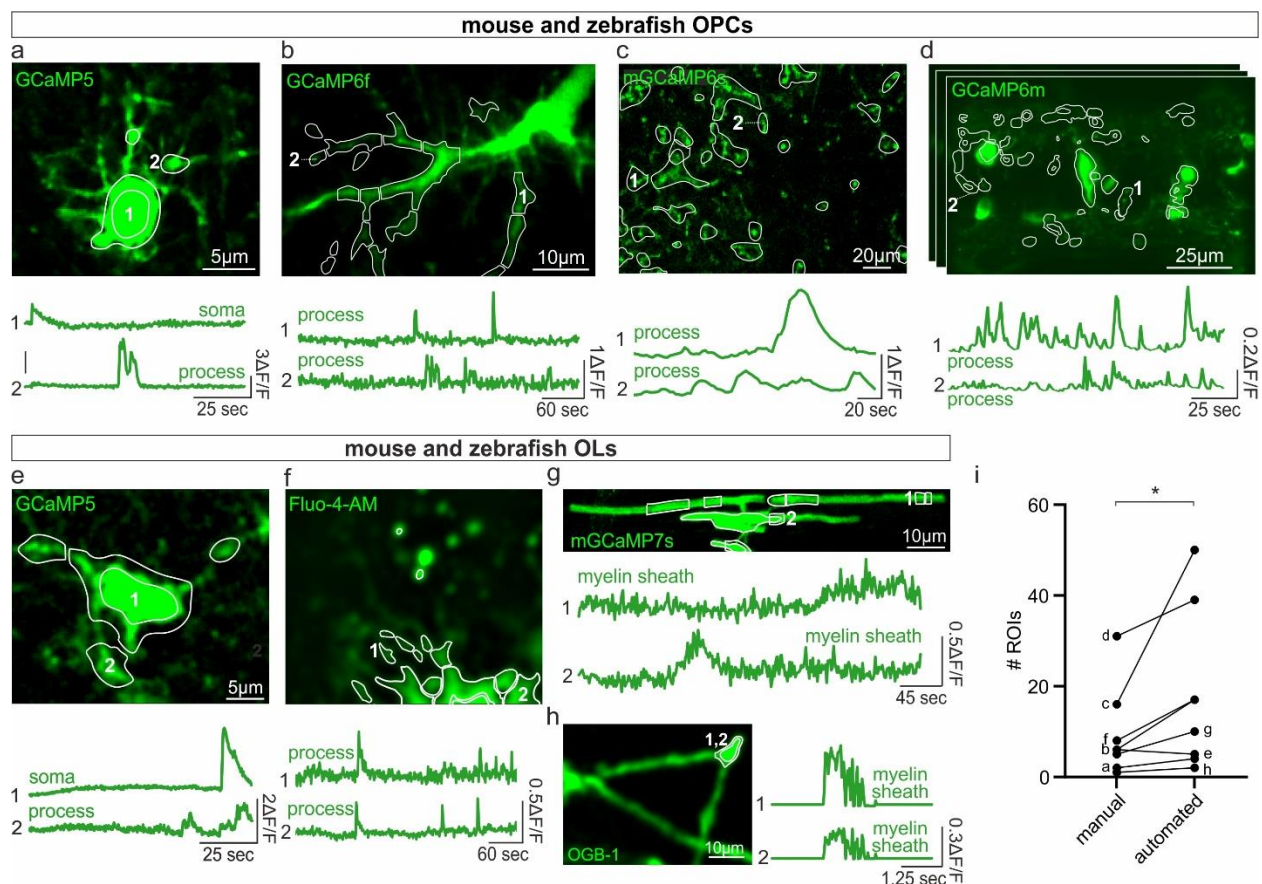 mouse and zebrafish OPCs
a
GCaMP5
1
2
5µm
1
soma
2
process
3ΔF/F
25 sec
b
GCaMP6f
2
1
10µm
process
1
process
2
1ΔF/F
60 sec
c
mGCaMP6s
2
1
20µm
1
process
process
2
1ΔF/F
20 sec
d
GCaMP6m
1
2
25µm
1
process
2
process
0.2ΔF/F
25 sec
mouse and zebrafish OLs
e
GCaMP5
1
2
2
5µm
soma
1
process
2
2ΔF/F
25 sec
f
Fluo-4-AM
1
2
process
1
process
2
0.5ΔF/F
60 sec
g
1
2
mGCaMP7s
10µm
myelin sheath
1
myelin sheath
2
0.5ΔF/F
45 sec
h
1,2
OGB-1
10µm
myelin
sheath
1
myelin
sheath
2
0.3ΔF/F
1.25 sec
i
*
60
40
20
0
# ROIs
d
c
f
b
a
g
e
h
manual
automated